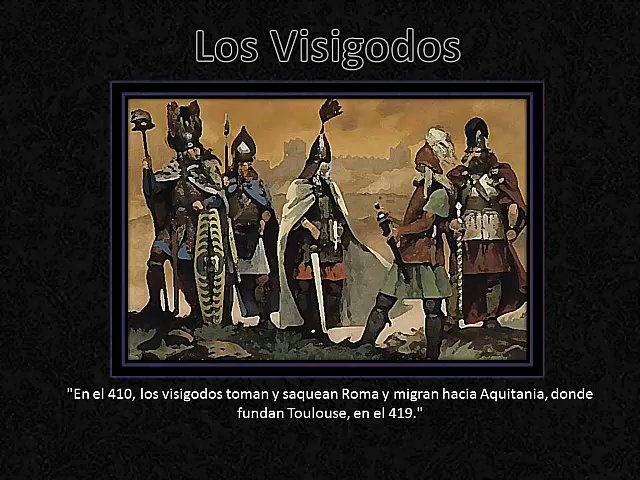 Los Visigodos
"En el 410, los visigodos toman y saquean Roma y migran hacia Aquitania, donde
fundan Toulouse, en el 419."